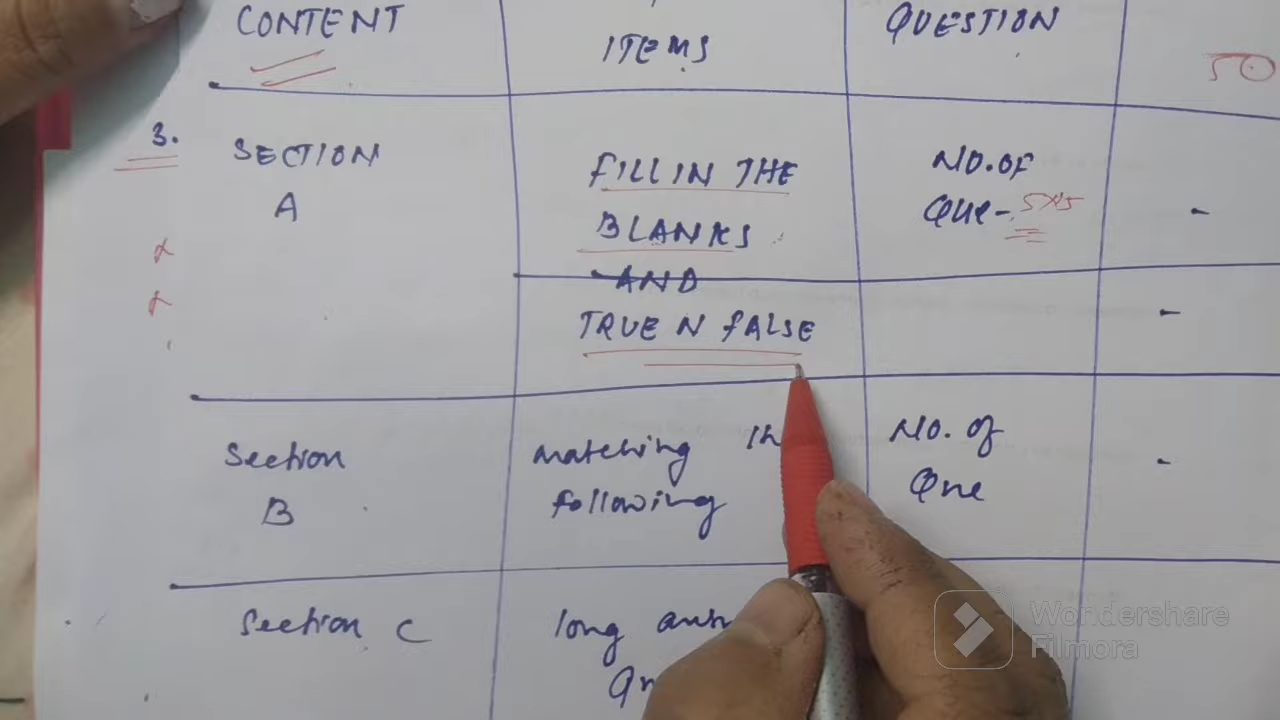 CONTENT
ITEMS
QUESTION
50
3.
SECTION
A
FILL IN THE
BLANKS
AND
TRUE N FALSE
NO. OF
QUE- 5X5
-
-
Section
B
matching
following
No. of
Que
-
Section C
long
Wondershare
Filmora